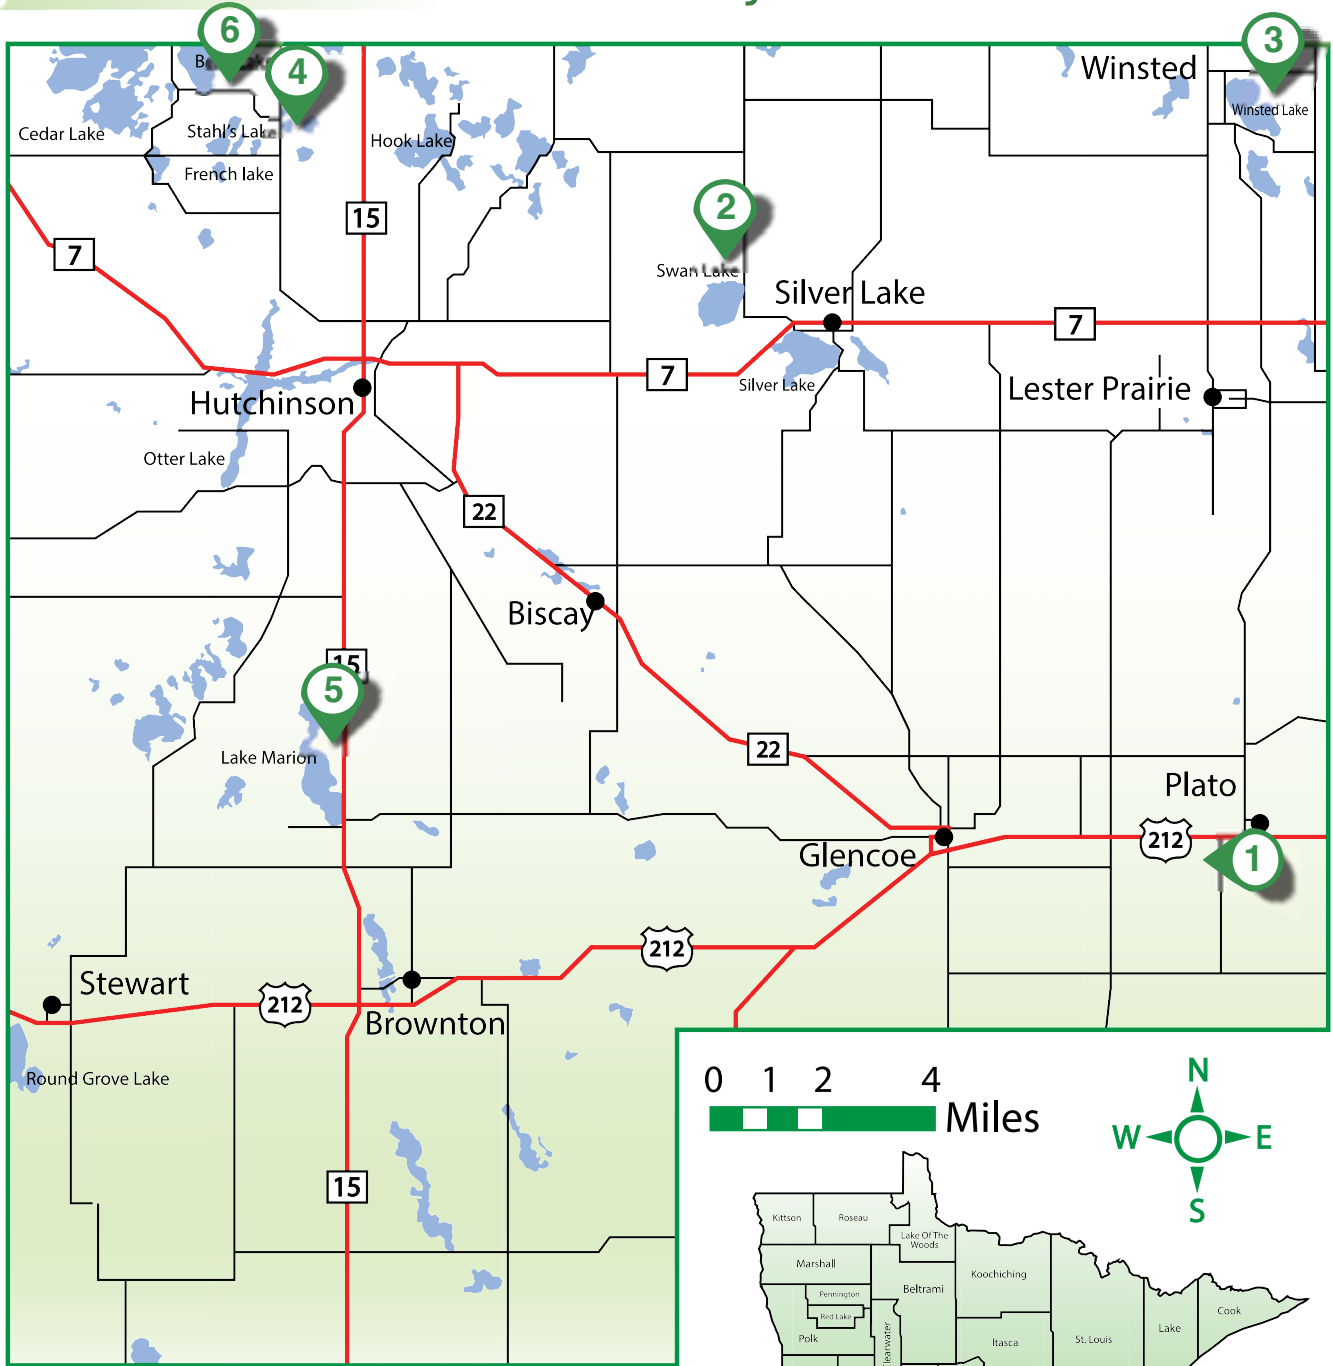 6
3
4
Winsted
Cedar Lake
Stahl's Lake
Hook Lake
Winsted Lake
French lake
15
2
7
Swan Lake
Silver Lake
7
7
Silver Lake
Lester Prairie
Hutchinson
Otter Lake
22
Biscay
15
5
22
Lake Marion
Plato
212
Glencoe
1
212
Stewart
212
Brownton
Round Grove Lake
0 1 2 4
Miles
N
W E
S
15
Kittson
Roseau
Lake Of The
Woods
Marshall
Koochiching
Beltrami
Pennington
Red Lake
Polk
Clearwater
Itasca
St. Louis
Lake
Cook